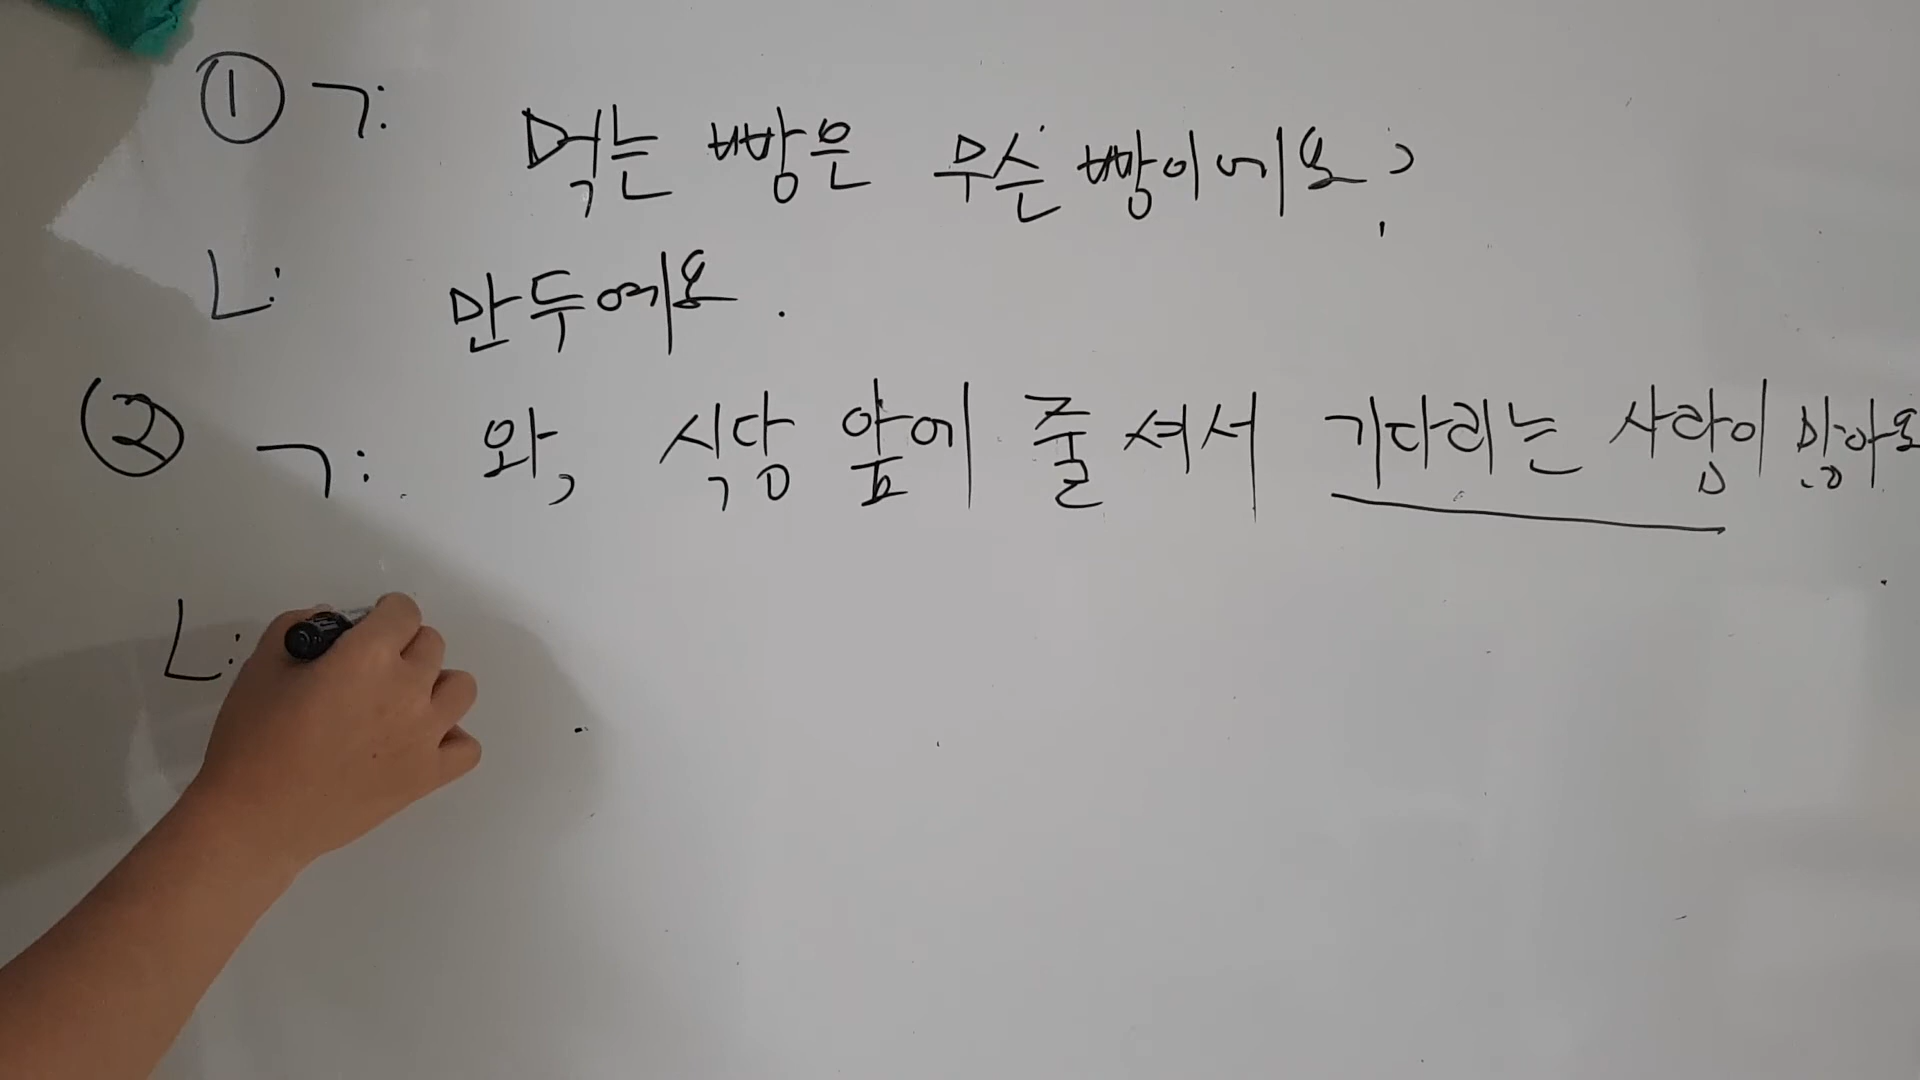 ① ㄱ: 먹는 빵은 무슨 빵이에요?
ㄴ: 만두예요.
② ㄱ: 와, 식당 앞에 줄 서서 기다리는 사람이 많아요.
ㄴ: